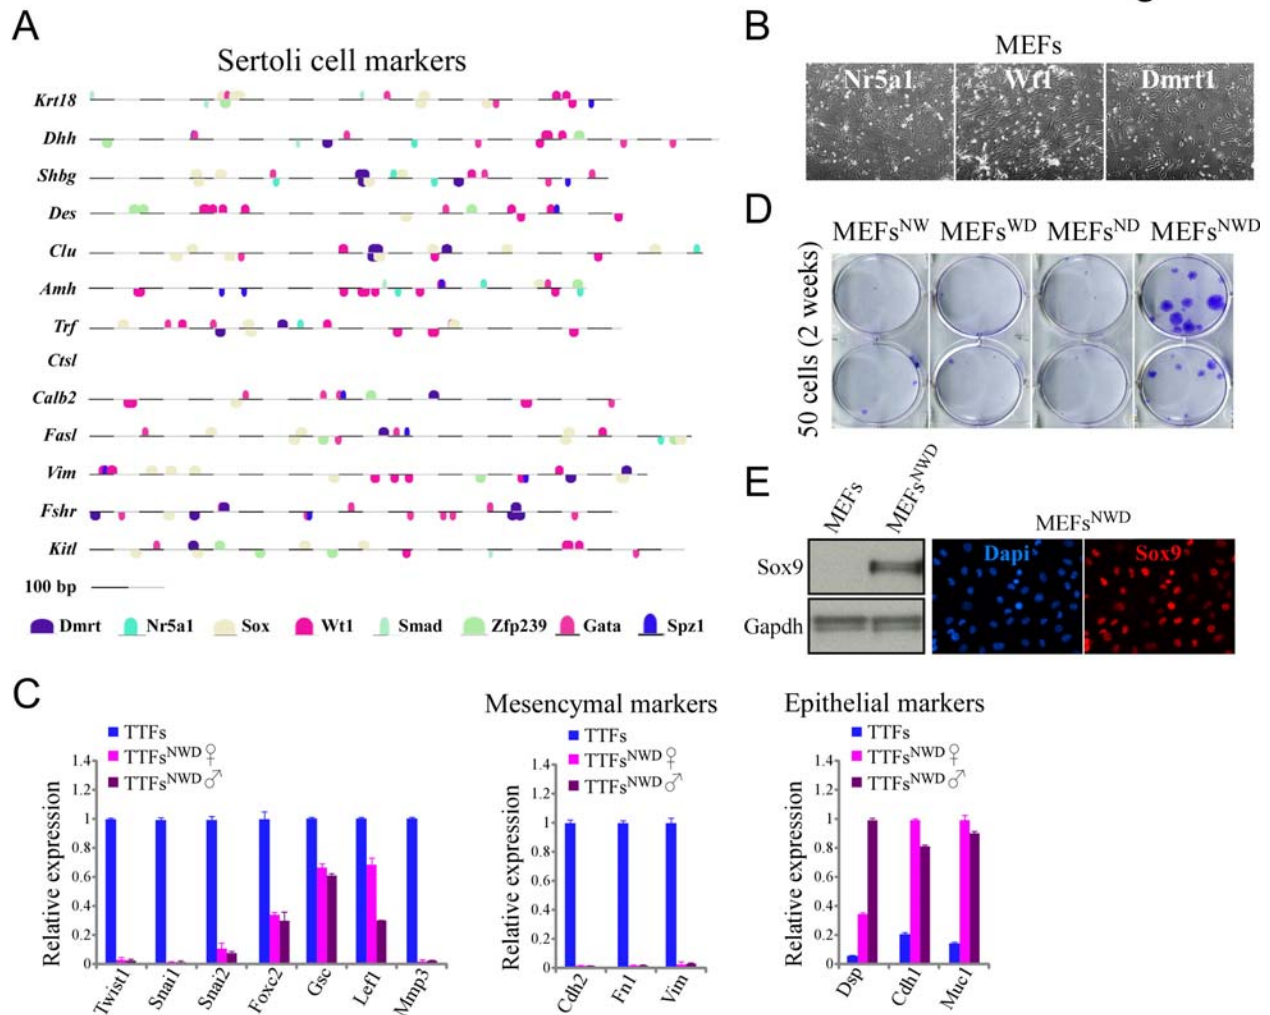 A
Sertoli cell markers
Krt18
Dhh
Shbg
Des
Clu
Amh
Trf
Ctsl
Calb2
Fasl
Vim
Fshr
Kitl
100 bp
Dmrt Nr5a1 Sox Wt1 Smad Zfp239 Gata Spz1
B
MEFs
Nr5a1 Wt1 Dmrt1
D
MEFsNW MEFsWD MEFsND MEFsNWD
50 cells (2 weeks)
E
MEFs
MEFsNWD
Sox9
Gapdh
MEFsNWD
Dapi Sox9
C
TTFs
TTFsNWD ♀
TTFsNWD ♂
Relative expression
1.4
1.2
1
0.8
0.6
0.4
0.2
0
Twist1 Snai1 Snai2 Foxc2 Gsc Lef1 Mmp3
Mesencymal markers
TTFs
TTFsNWD ♀
TTFsNWD ♂
Relative expression
1.4
1.2
1
0.8
0.6
0.4
0.2
0
Cdh2 Fn1 Vim
Epithelial markers
TTFs
TTFsNWD ♀
TTFsNWD ♂
Relative expression
1.4
1.2
1
0.8
0.6
0.4
0.2
0
Dsp Cdh1 Muc1